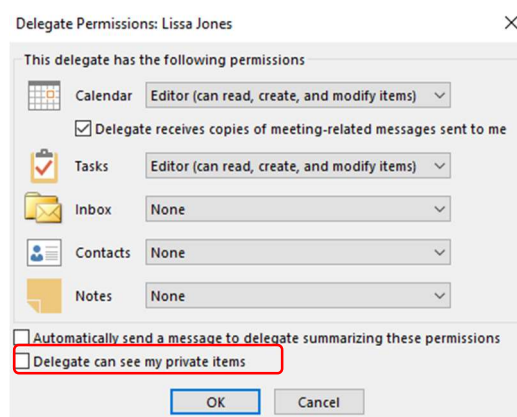 Delegate Permissions: Lissa Jones
This delegate has the following permissions
Calendar Editor (can read, create, and modify items)
Delegate receives copies of meeting-related messages sent to me
Tasks Editor (can read, create, and modify items)
Inbox None
Contacts None
Notes None
Automatically send a message to delegate summarizing these permissions
Delegate can see my private items
OK Cancel